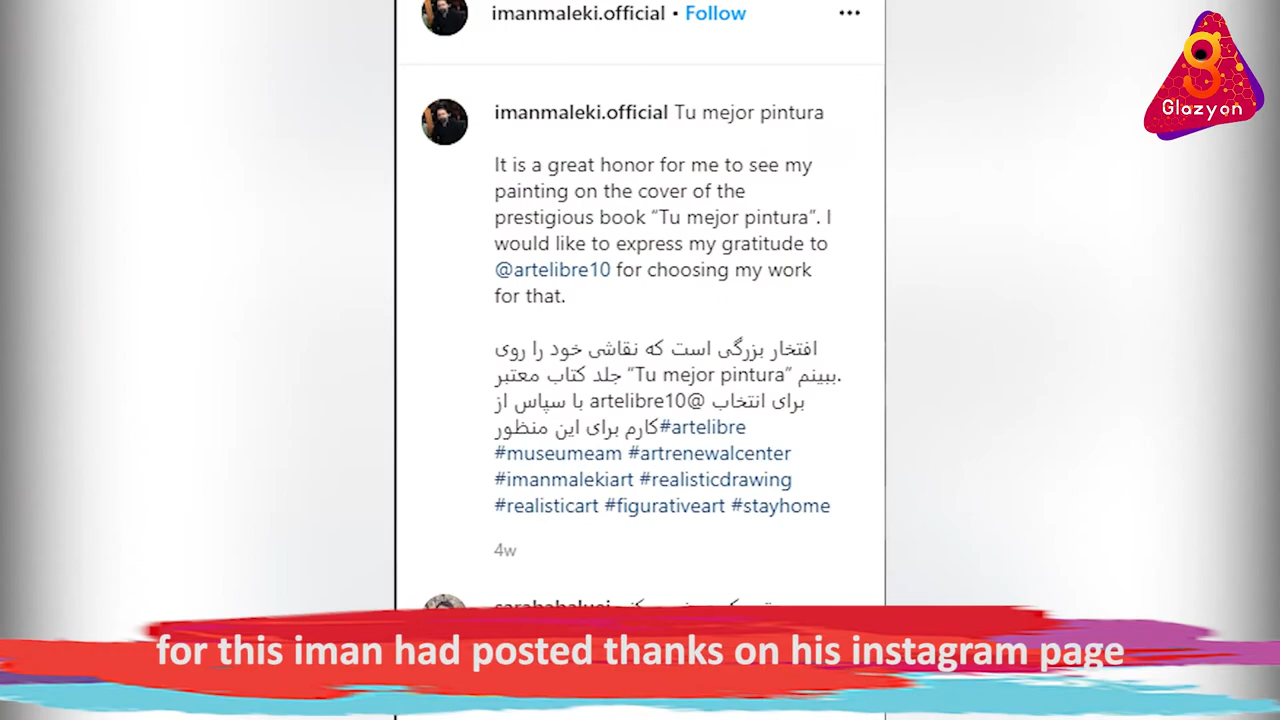 imanmaleki.official • Follow
Glazyon
imanmaleki.official Tu mejor pintura
It is a great honor for me to see my
painting on the cover of the
prestigious book “Tu mejor pintura”. I
would like to express my gratitude to
@artelibre10 for choosing my work
for that.
افتخار بزرگی است که نقاشی خود را روی
جلد کتاب معتبر “Tu mejor pintura” ببینم.
با سپاس از artelibre10@ برای انتخاب
کارم برای این منظور#artelibre
#museumeam #artrenewalcenter
#imanmalekiart #realisticdrawing
#realisticart #figurativeart #stayhome
4w
for this iman had posted thanks on his instagram page